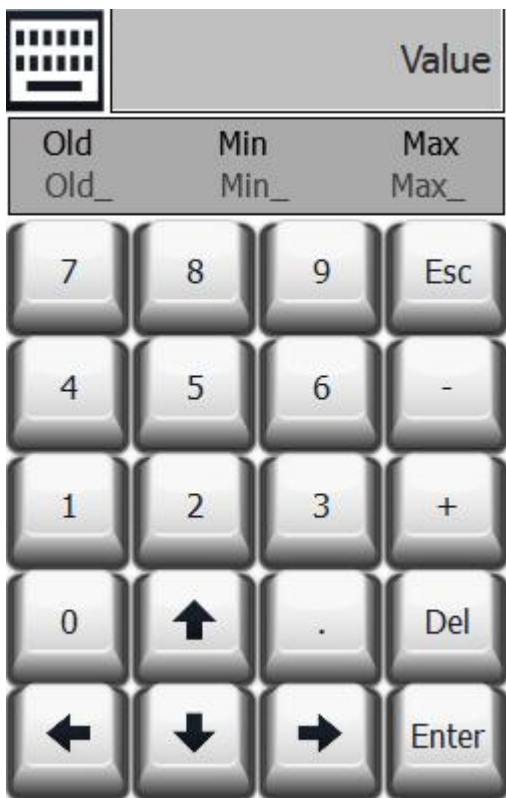 Value
Old Min Max
Old_ Min_ Max_
7 8 9 Esc
4 5 6 -
1 2 3 +
0 . Del
Enter